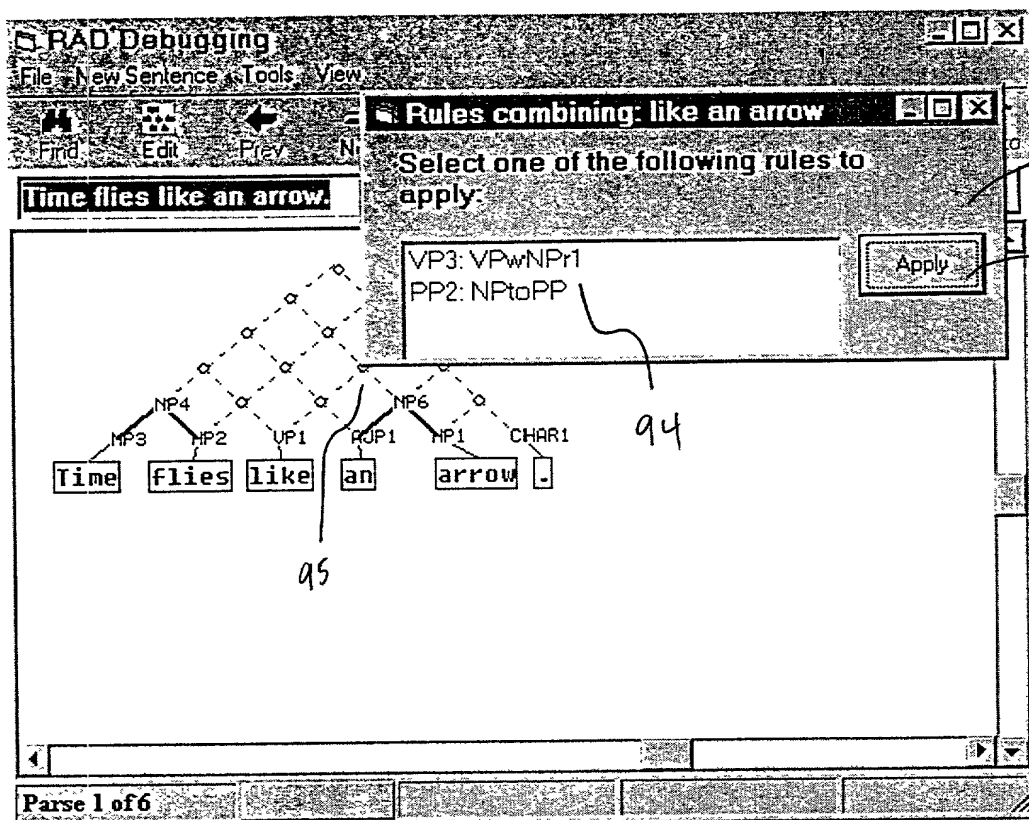 RAD Debugging
File New Sentence Tools View
Find Edit Prev
Time flies like an arrow.
Rules combining: like an arrow
Select one of the following rules to
apply:
VP3: VPwNPr1
PP2: NPtoPP
Apply
NP4 NP6
NP3 NP2 VP1 AJP1 NP1 CHAR1
Time flies like an arrow .
94
95
Parse 1 of 6